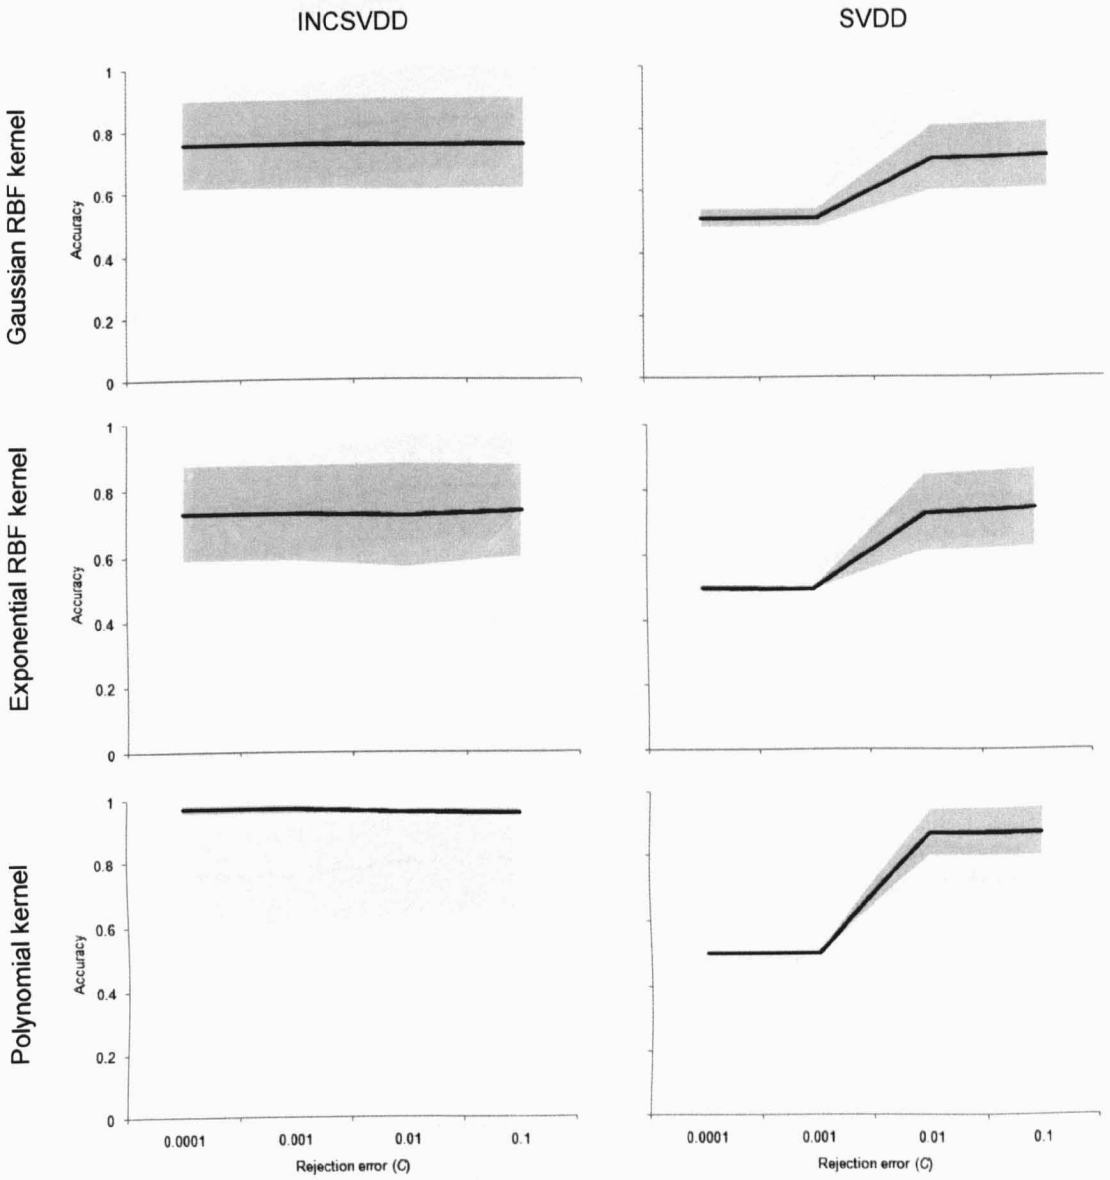 INCSVDD
SVDD
Gaussian RBF kernel
Accuracy
1
0.8
0.6
0.4
0.2
0
Exponential RBF kernel
Accuracy
1
0.8
0.6
0.4
0.2
0
Polynomial kernel
Accuracy
1
0.8
0.6
0.4
0.2
0
0.0001 0.001 0.01 0.1
Rejection error (C)
0.0001 0.001 0.01 0.1
Rejection error (C)